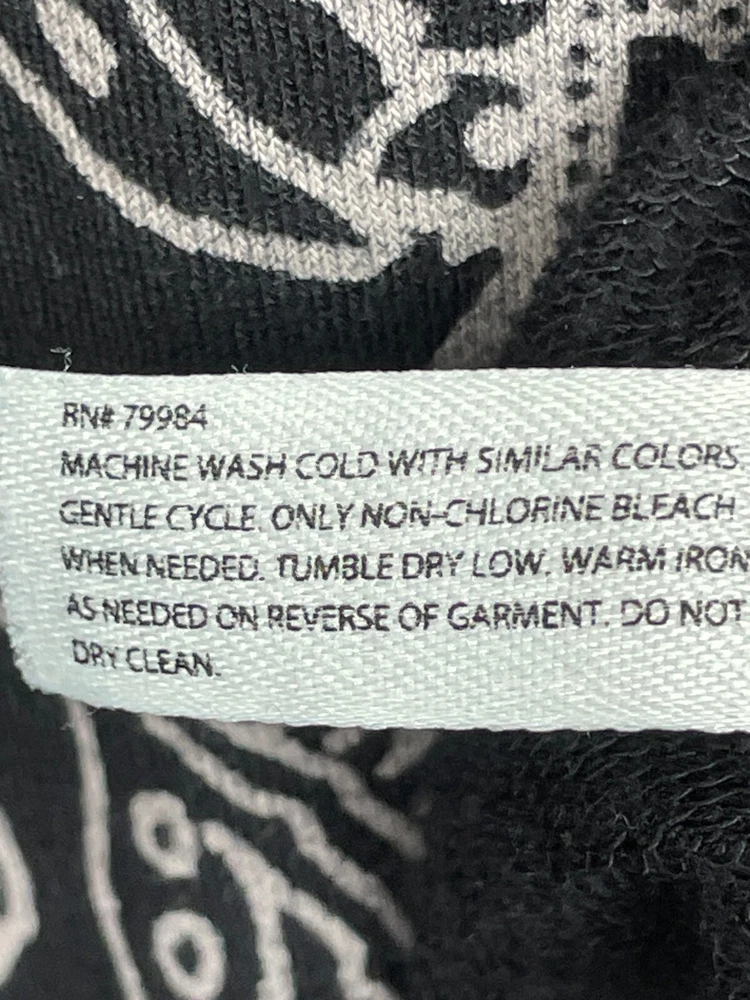 RN# 79984
MACHINE WASH COLD WITH SIMILAR COLORS
GENTLE CYCLE. ONLY NON-CHLORINE BLEACH
WHEN NEEDED. TUMBLE DRY LOW. WARM IRON
AS NEEDED ON REVERSE OF GARMENT. DO NOT
DRY CLEAN.